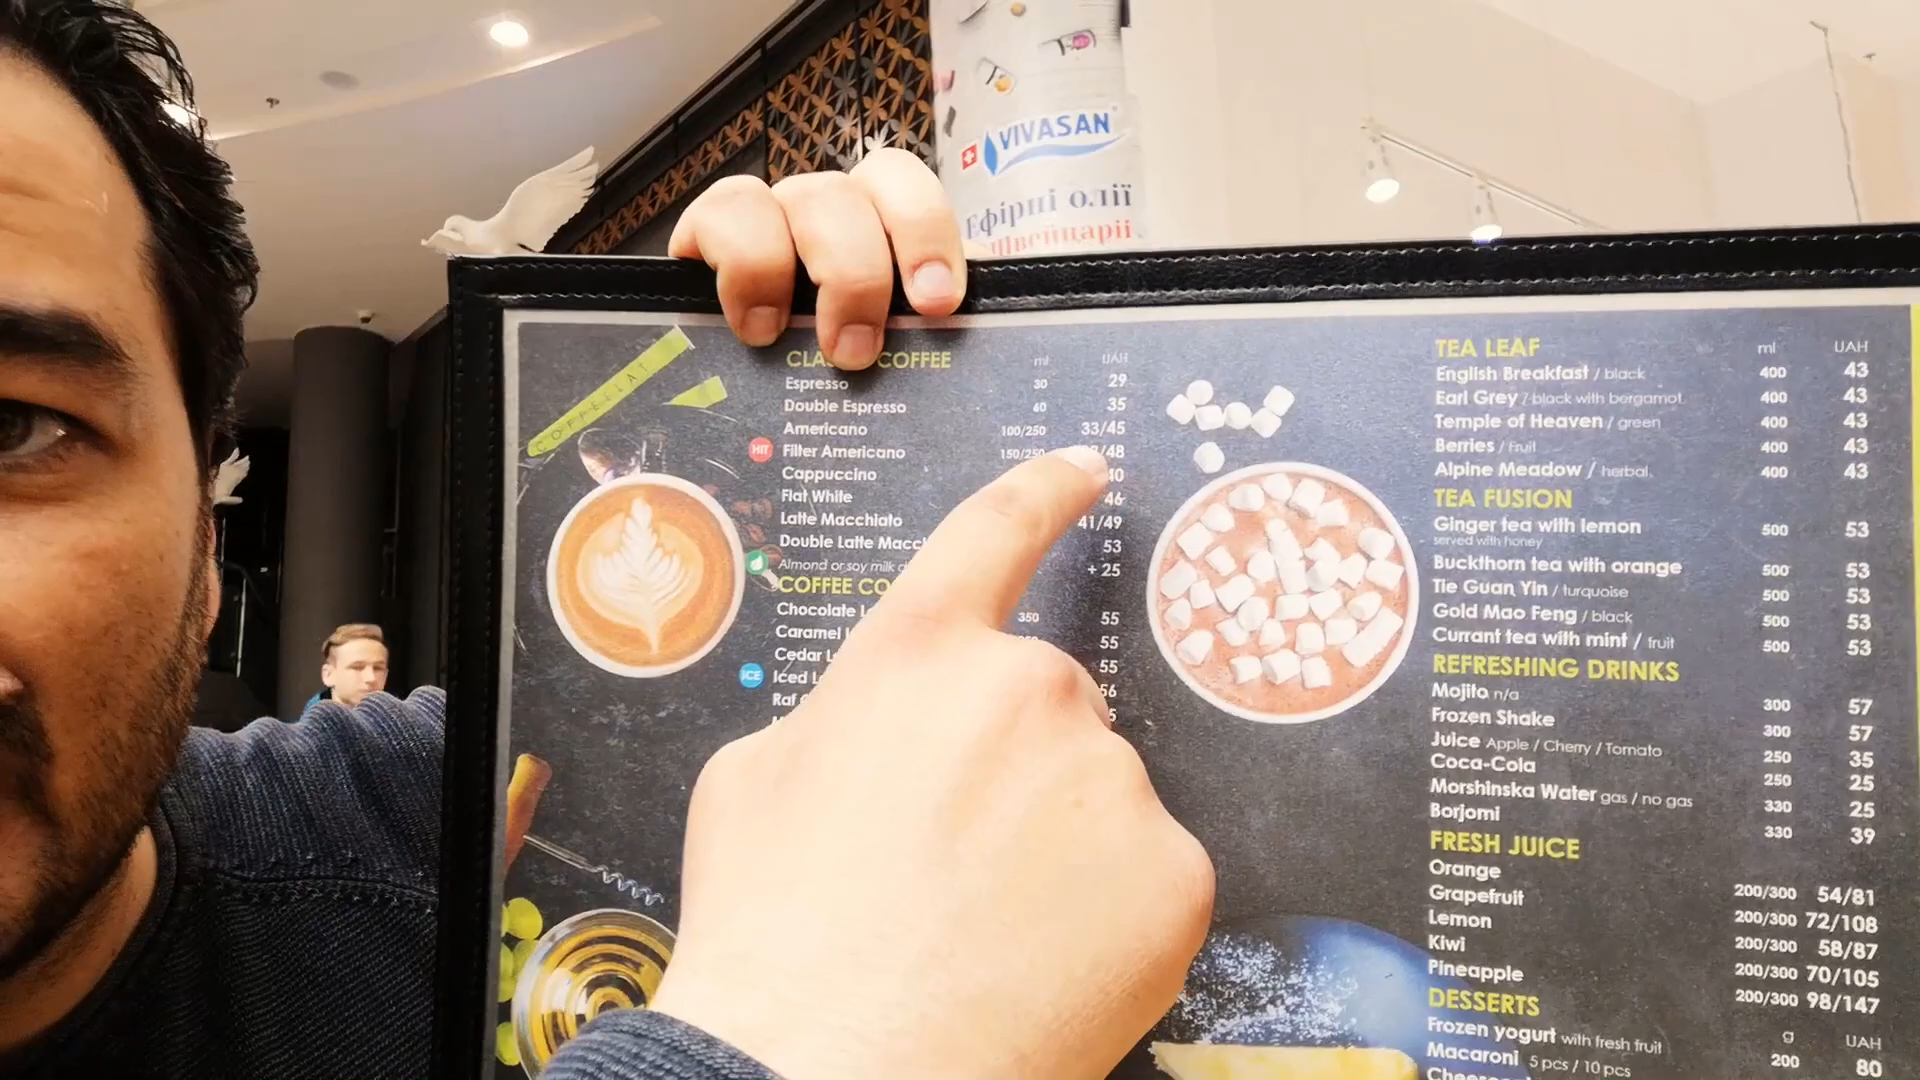 VIVASAN
Ефірні олії
Швейцарії
COFFEELAT
COFFEE ml UAH
Espresso 30 29
Double Espresso 60 35
Americano 100/250 33/45
HIT Filter Americano 150/250 /48
Cappuccino 40
Flat White 46
Latte Macchiato 41/49
Double Latte 53
Almond or soy milk + 25
COFFEE
Chocolate 350 55
Caramel 55
Cedar 55
ICE Iced 56
Raf
TEA LEAF ml UAH
English Breakfast / black 400 43
Earl Grey / black with bergamot 400 43
Temple of Heaven / green 400 43
Berries / fruit 400 43
Alpine Meadow / herbal 400 43
TEA FUSION
Ginger tea with lemon 500 53
served with honey
Buckthorn tea with orange 500 53
Tie Guan Yin / turquoise 500 53
Gold Mao Feng / black 500 53
Currant tea with mint / fruit 500 53
REFRESHING DRINKS
Mojito n/a 300 57
Frozen Shake 300 57
Juice Apple / Cherry / Tomato 250 35
Coca-Cola 250 25
Morshinska Water gas / no gas 330 25
Borjomi 330 39
FRESH JUICE
Orange 200/300 54/81
Grapefruit 200/300 72/108
Lemon 200/300 58/87
Kiwi 200/300 70/105
Pineapple 200/300 98/147
DESSERTS g UAH
Frozen yogurt with fresh fruit 200 80
Macaroni 5 pcs / 10 pcs